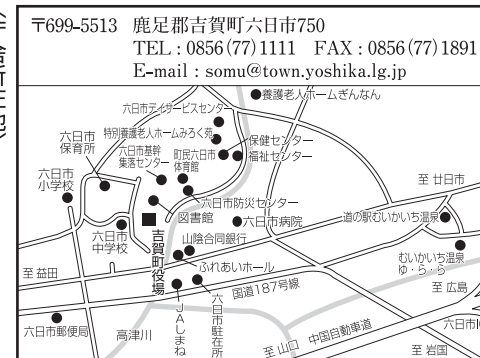 〒699-5513 鹿足郡吉賀町六日市750
TEL : 0856(77)1111 FAX : 0856(77)1891
E-mail : somu@town.yoshika.lg.jp
養護老人ホームぎんなん
六日市デイサービスセンター
特別養護老人ホームみろく苑
六日市基幹
集落センター
町民六日市
体育館
保健センター
福祉センター
六日市
保育所
六日市
小学校
六日市防災センター
図書館
六日市病院
六日市
中学校
吉賀町役場
山陰合同銀行
ふれあいホール
至 廿日市
道の駅むいかいち温泉
むいかいち温泉
ゆ・ら・ら
至 益田
国道187号線
至 広島
六日市郵便局
高津川
JAしまね
六日市駐在所
至 山口
中国自動車道
至 岩国
六日市I